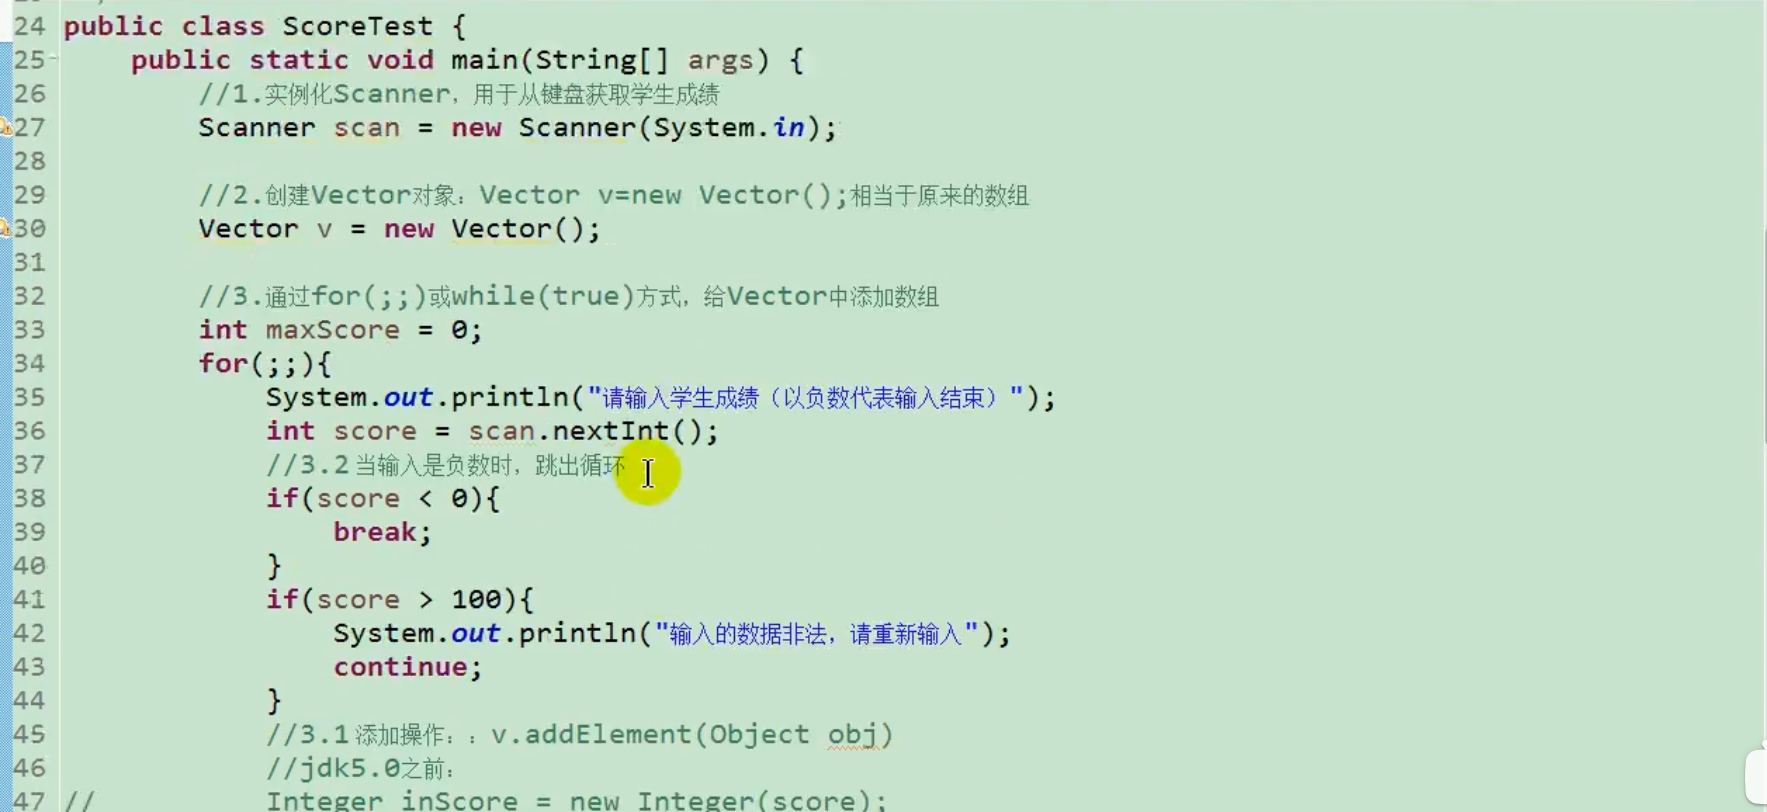 24 public class ScoreTest {
25 public static void main(String[] args) {
26 //1.实例化Scanner，用于从键盘获取学生成绩
27 Scanner scan = new Scanner(System.in);
28
29 //2.创建Vector对象：Vector v=new Vector();相当于原来的数组
30 Vector v = new Vector();
31
32 //3.通过for(;;)或while(true)方式，给Vector中添加数组
33 int maxScore = 0;
34 for(;;){
35 System.out.println("请输入学生成绩（以负数代表输入结束）");
36 int score = scan.nextInt();
37 //3.2 当输入是负数时，跳出循环
38 if(score < 0){
39 break;
40 }
41 if(score > 100){
42 System.out.println("输入的数据非法，请重新输入");
43 continue;
44 }
45 //3.1 添加操作：：v.addElement(Object obj)
46 //jdk5.0之前：
47 // Integer inScore = new Integer(score);